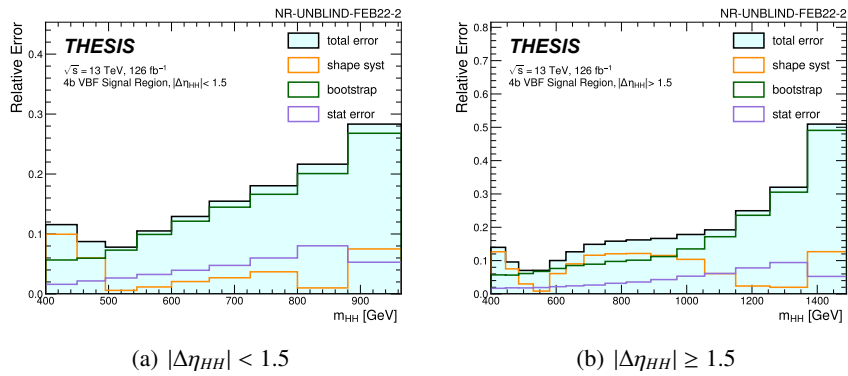 NR-UNBLIND-FEB22-2
THESIS
√s = 13 TeV, 126 fb⁻¹
4b VBF Signal Region, |Δη_HH| < 1.5
total error
shape syst
bootstrap
stat error
Relative Error
0.4
0.3
0.2
0.1
0.0
400 500 600 700 800 900
m_HH [GeV]
(a) |Δη_HH| < 1.5
NR-UNBLIND-FEB22-2
THESIS
√s = 13 TeV, 126 fb⁻¹
4b VBF Signal Region, |Δη_HH| > 1.5
total error
shape syst
bootstrap
stat error
Relative Error
0.8
0.7
0.6
0.5
0.4
0.3
0.2
0.1
0.0
400 600 800 1000 1200 1400
m_HH [GeV]
(b) |Δη_HH| ≥ 1.5